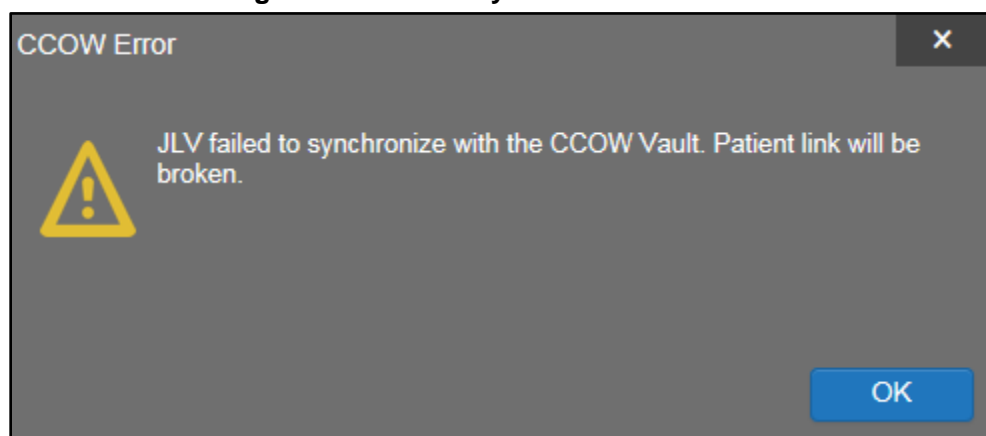 CCOW Error
JLV failed to synchronize with the CCOW Vault. Patient link will be
broken.
OK